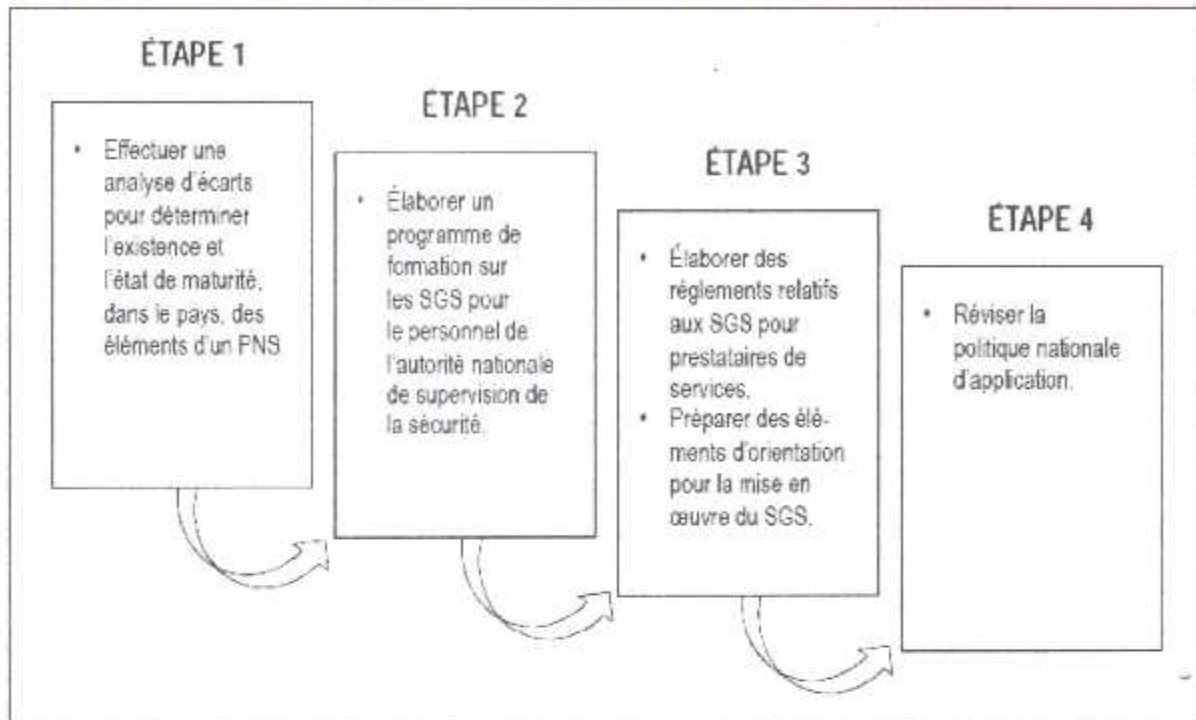 ÉTAPE 1
• Effectuer une
analyse d'écarts
pour déterminer
l'existence et
l'état de maturité,
dans le pays, des
éléments d'un PNS
ÉTAPE 2
• Élaborer un
programme de
formation sur
les SGS pour
le personnel de
l'autorité nationale
de supervision de
la sécurité.
ÉTAPE 3
• Élaborer des
réglements relatifs
aux SGS pour
prestataires de
services.
• Préparer des élé-
ments d'orientation
pour la mise en
œuvre du SGS.
ÉTAPE 4
• Réviser la
politique nationale
d'application.